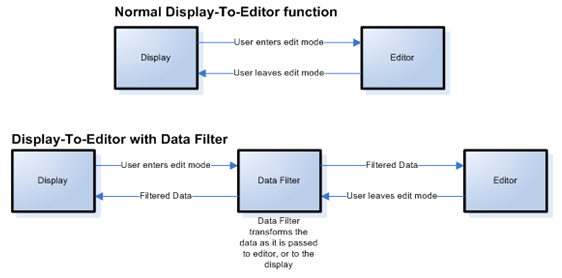 Normal Display-To-Editor function
Display
User enters edit mode
User leaves edit mode
Editor
Display-To-Editor with Data Filter
Display
User enters edit mode
Filtered Data
Data Filter
Filtered Data
User leaves edit mode
Editor
Data Filter
transforms the
data as it is passed
to editor, or to the
display